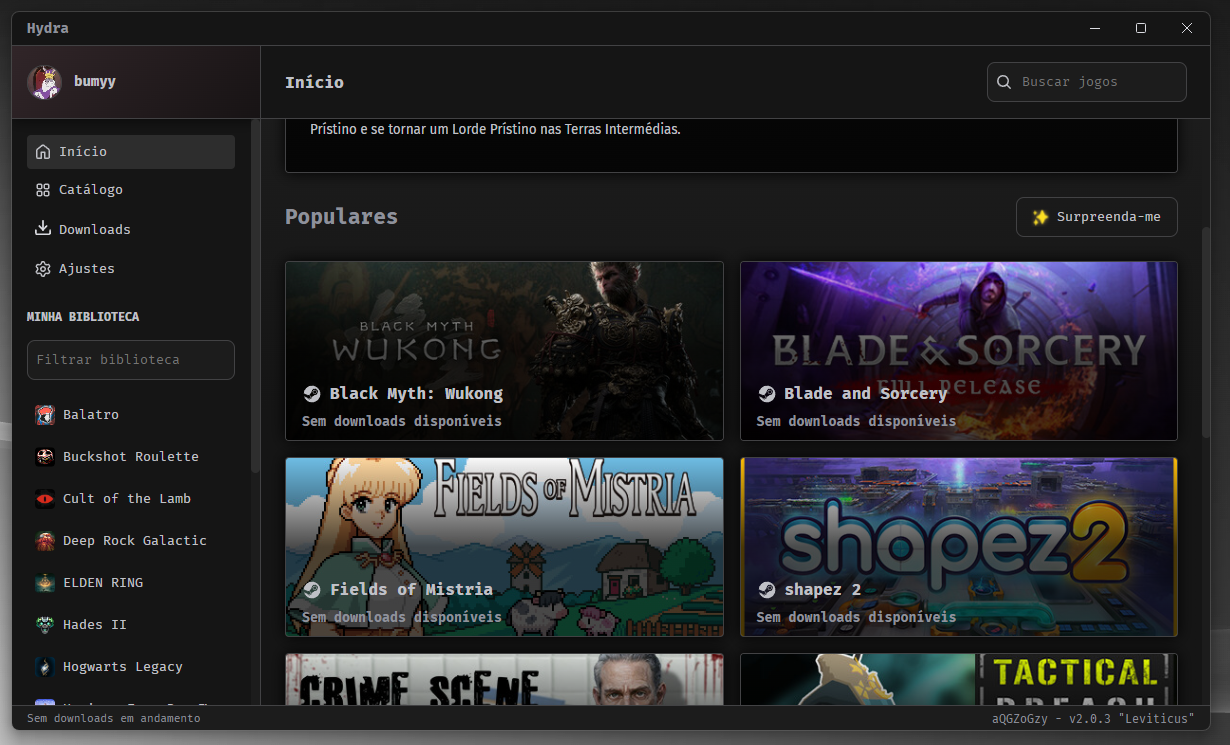 Hydra
bumyy
Início
Buscar jogos
Início
Catálogo
Downloads
Ajustes
MINHA BIBLIOTECA
Filtrar biblioteca
Balatro
Buckshot Roulette
Cult of the Lamb
Deep Rock Galactic
ELDEN RING
Hades II
Hogwarts Legacy
Prístino e se tornar um Lorde Prístino nas Terras Intermédias.
Populares
Surpreenda-me
BLACK MYTH
WUKONG
Black Myth: Wukong
Sem downloads disponíveis
BLADE & SORCERY
FULL RELEASE
Blade and Sorcery
Sem downloads disponíveis
FIELDS OF MISTRIA
Fields of Mistria
Sem downloads disponíveis
shapez 2
shapez 2
Sem downloads disponíveis
CRIME SCENE
TACTICAL
BREACH
Sem downloads em andamento
aQGZoGzy - v2.0.3 "Leviticus"